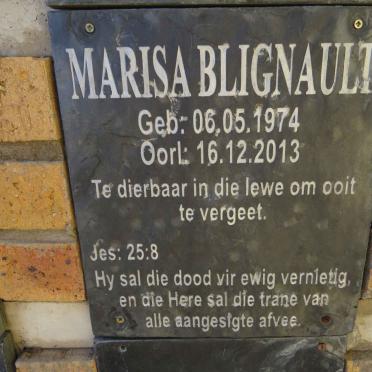 MARISA BLIGNAULT
Geb: 06.05.1974
Oorl: 16.12.2013
Te dierbaar in die lewe om ooit
te vergeet.
Jes: 25:8
Hy sal die dood vir ewig vernietig,
en die Here sal die trane van
alle aangesigte afvee.